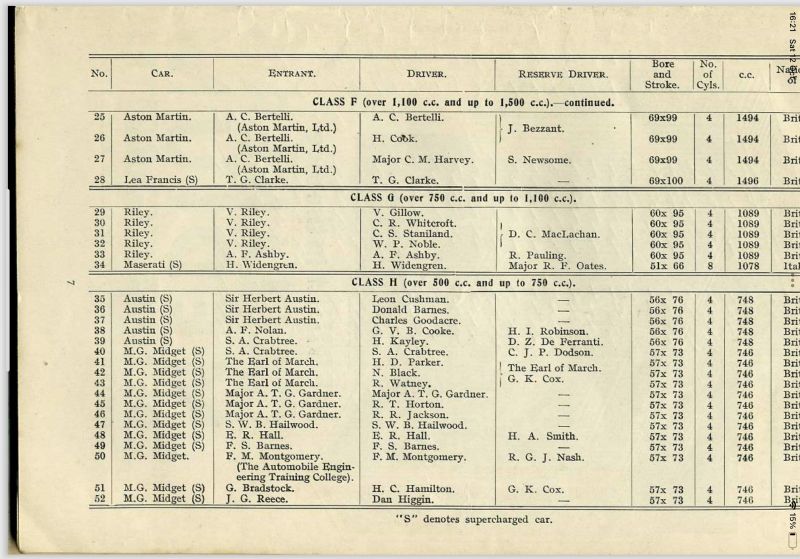 No. CAR. ENTRANT. DRIVER. RESERVE DRIVER. Bore and Stroke. No. of Cyls. c.c.
CLASS F (over 1,100 c.c. and up to 1,500 c.c.).—continued.
25 Aston Martin. A. C. Bertelli. A. C. Bertelli. 69x99 4 1494 Brit
(Aston Martin, Ltd.) J. Bezzant.
26 Aston Martin. A. C. Bertelli. H. Cook. 69x99 4 1494 Brit
(Aston Martin, Ltd.)
27 Aston Martin. A. C. Bertelli. Major C. M. Harvey. S. Newsome. 69x99 4 1494 Brit
(Aston Martin, Ltd.)
28 Lea Francis (S) T. G. Clarke. T. G. Clarke. — 69x100 4 1496 Brit
CLASS G (over 750 c.c. and up to 1,100 c.c.).
29 Riley. V. Riley. V. Gillow. 60x 95 4 1089 Brit
30 Riley. V. Riley. C. R. Whitcroft. 60x 95 4 1089 Brit
31 Riley. V. Riley. C. S. Staniland. D. C. MacLachan. 60x 95 4 1089 Brit
32 Riley. V. Riley. W. P. Noble. 60x 95 4 1089 Brit
33 Riley. A. F. Ashby. A. F. Ashby. R. Pauling. 60x 95 4 1089 Brit
34 Maserati (S) H. Widengren. H. Widengren. Major R. F. Oates. 51x 66 8 1078 Ital
CLASS H (over 500 c.c. and up to 750 c.c.).
35 Austin (S) Sir Herbert Austin. Leon Cushman. — 56x 76 4 748 Brit
36 Austin (S) Sir Herbert Austin. Donald Barnes. — 56x 76 4 748 Brit
37 Austin (S) Sir Herbert Austin. Charles Goodacre. — 56x 76 4 748 Brit
38 Austin (S) A. F. Nolan. G. V. B. Cooke. H. I. Robinson. 56x 76 4 748 Brit
39 Austin (S) S. A. Crabtree. H. Kayley. D. Z. De Ferranti. 56x 76 4 748 Brit
40 M.G. Midget (S) S. A. Crabtree. S. A. Crabtree. C. J. P. Dodson. 57x 73 4 746 Brit
41 M.G. Midget (S) The Earl of March. H. D. Parker. 57x 73 4 746 Brit
42 M.G. Midget (S) The Earl of March. N. Black. The Earl of March. 57x 73 4 746 Brit
43 M.G. Midget (S) The Earl of March. R. Watney. G. K. Cox. 57x 73 4 746 Brit
44 M.G. Midget (S) Major A. T. G. Gardner. Major A. T. G. Gardner. — 57x 73 4 746 Brit
45 M.G. Midget (S) Major A. T. G. Gardner. R. T. Horton. — 57x 73 4 746 Brit
46 M.G. Midget (S) Major A. T. G. Gardner. R. R. Jackson. — 57x 73 4 746 Brit
47 M.G. Midget (S) S. W. B. Hailwood. S. W. B. Hailwood. — 57x 73 4 746 Brit
48 M.G. Midget (S) E. R. Hall. E. R. Hall. H. A. Smith. 57x 73 4 746 Brit
49 M.G. Midget (S) F. S. Barnes. F. S. Barnes. — 57x 73 4 746 Brit
50 M.G. Midget. F. M. Montgomery. F. M. Montgomery. R. G. J. Nash. 57x 73 4 746 Brit
(The Automobile Engin-
eering Training College).
51 M.G. Midget (S) G. Bradstock. H. C. Hamilton. G. K. Cox. 57x 73 4 746 Brit
52 M.G. Midget (S) J. G. Reece. Dan Higgin. — 57x 73 4 746 Brit
"S" denotes supercharged car.
7
16:21 Sat 12
15%